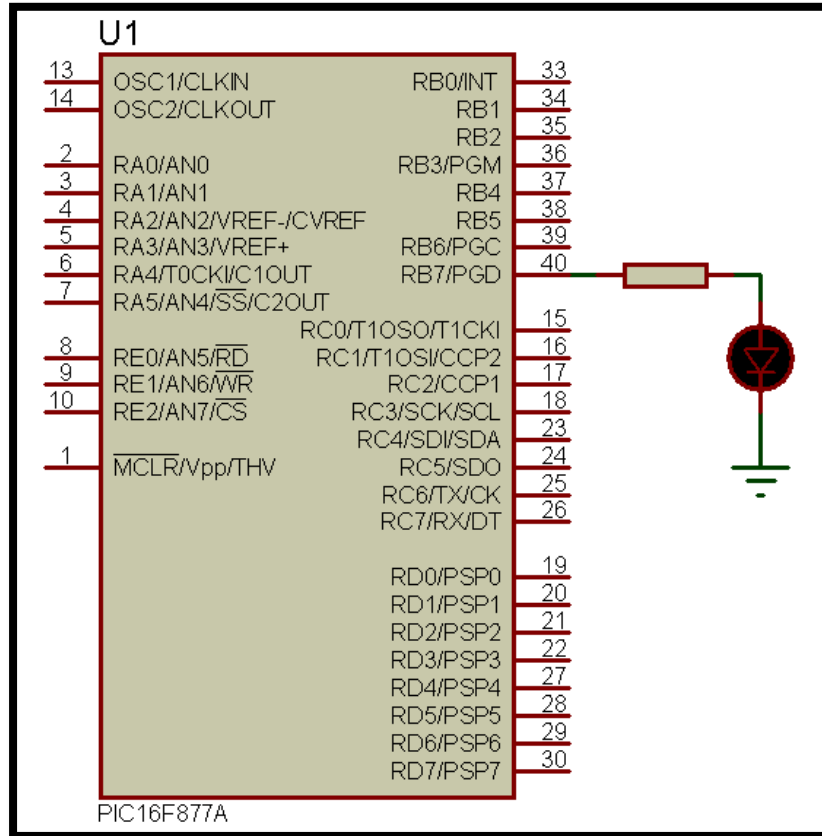 U1
13 OSC1/CLKIN
14 OSC2/CLKOUT
2 RA0/AN0
3 RA1/AN1
4 RA2/AN2/VREF-/CVREF
5 RA3/AN3/VREF+
6 RA4/T0CKI/C1OUT
7 RA5/AN4/SS/C2OUT
8 RE0/AN5/RD
9 RE1/AN6/WR
10 RE2/AN7/CS
1 MCLR/Vpp/THV
RB0/INT 33
RB1 34
RB2 35
RB3/PGM 36
RB4 37
RB5 38
RB6/PGC 39
RB7/PGD 40
RC0/T1OSO/T1CKI 15
RC1/T1OSI/CCP2 16
RC2/CCP1 17
RC3/SCK/SCL 18
RC4/SDI/SDA 23
RC5/SDO 24
RC6/TX/CK 25
RC7/RX/DT 26
RD0/PSP0 19
RD1/PSP1 20
RD2/PSP2 21
RD3/PSP3 22
RD4/PSP4 27
RD5/PSP5 28
RD6/PSP6 29
RD7/PSP7 30
PIC16F877A